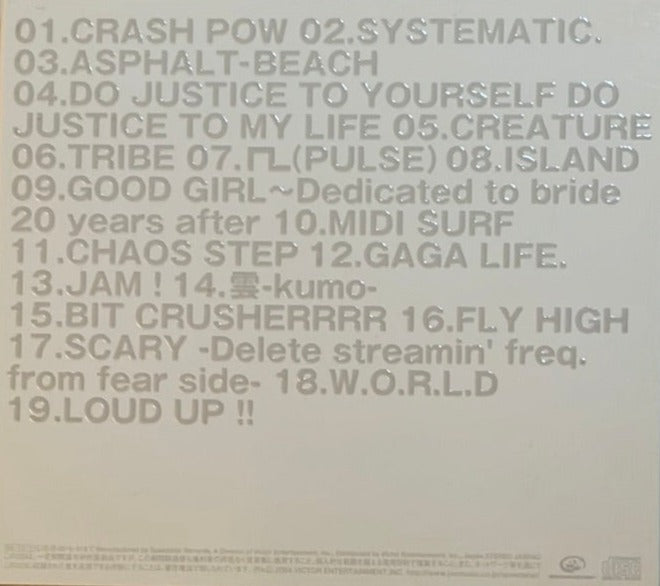 01.CRASH POW 02.SYSTEMATIC.
03.ASPHALT-BEACH
04.DO JUSTICE TO YOURSELF DO
JUSTICE TO MY LIFE 05.CREATURE
06.TRIBE 07.⎍(PULSE) 08.ISLAND
09.GOOD GIRL~Dedicated to bride
20 years after 10.MIDI SURF
11.CHAOS STEP 12.GAGA LIFE.
13.JAM ! 14.雲-kumo-
15.BIT CRUSHERRRR 16.FLY HIGH
17.SCARY -Delete streamin' freq.
from fear side- 18.W.O.R.L.D
19.LOUD UP !!